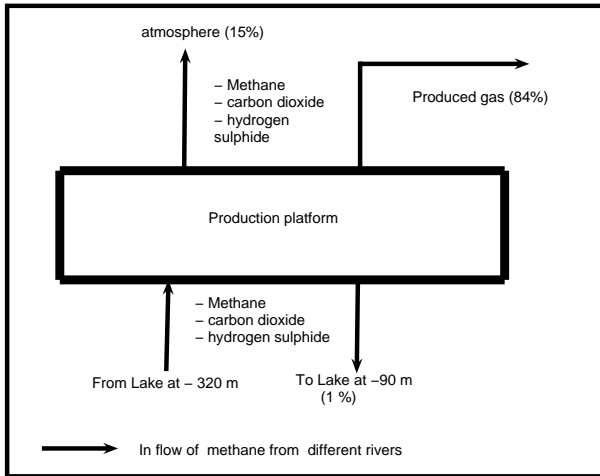 atmosphere (15%)
– Methane
– carbon dioxide
– hydrogen
sulphide
Produced gas (84%)
Production platform
– Methane
– carbon dioxide
– hydrogen sulphide
From Lake at – 320 m
To Lake at –90 m
(1 %)
In flow of methane from different rivers